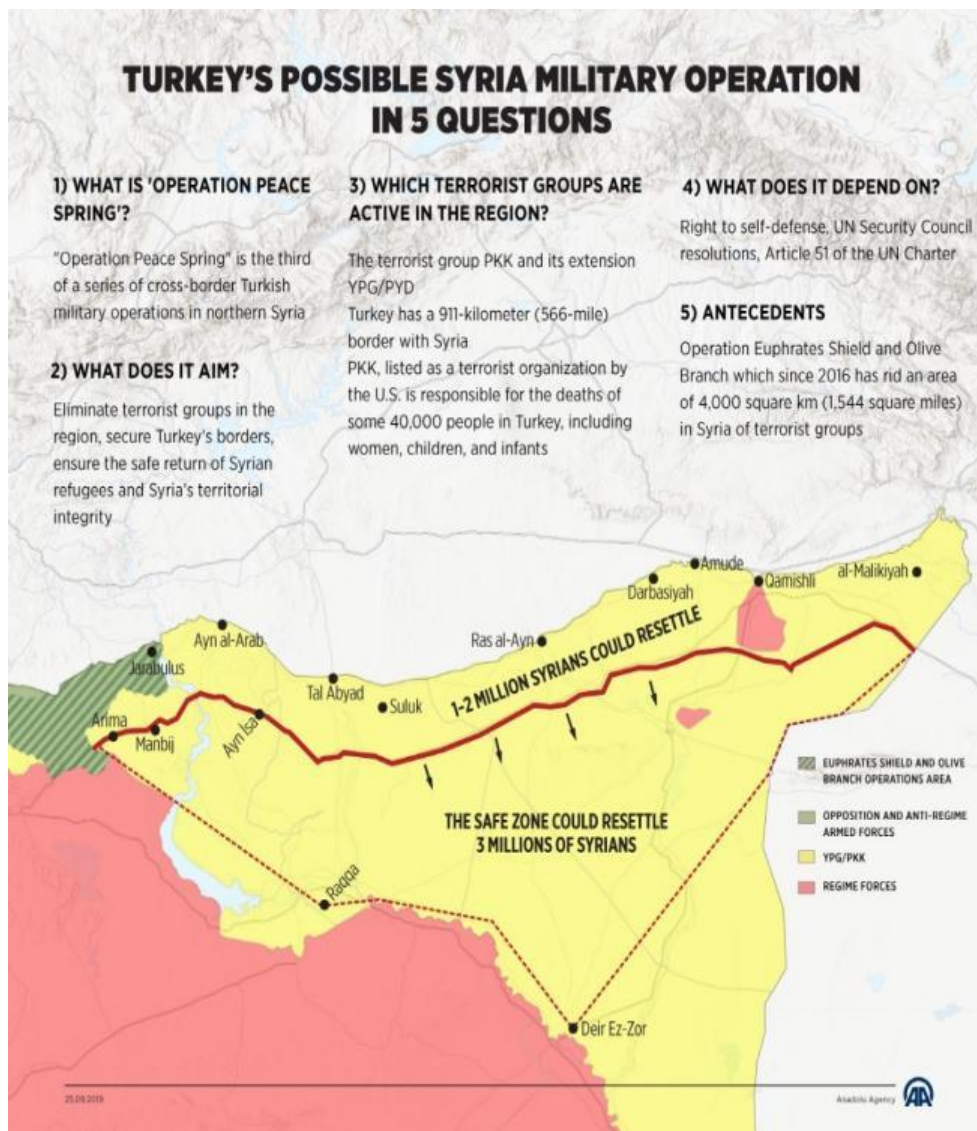 TURKEY'S POSSIBLE SYRIA MILITARY OPERATION
IN 5 QUESTIONS
1) WHAT IS 'OPERATION PEACE
SPRING'?
"Operation Peace Spring" is the third
of a series of cross-border Turkish
military operations in northern Syria
2) WHAT DOES IT AIM?
Eliminate terrorist groups in the
region, secure Turkey's borders,
ensure the safe return of Syrian
refugees and Syria's territorial
integrity
3) WHICH TERRORIST GROUPS ARE
ACTIVE IN THE REGION?
The terrorist group PKK and its extension
YPG/PYD
Turkey has a 911-kilometer (566-mile)
border with Syria
PKK, listed as a terrorist organization by
the U.S. is responsible for the deaths of
some 40,000 people in Turkey, including
women, children, and infants
4) WHAT DOES IT DEPEND ON?
Right to self-defense, UN Security Council
resolutions, Article 51 of the UN Charter
5) ANTECEDENTS
Operation Euphrates Shield and Olive
Branch which since 2016 has rid an area
of 4,000 square km (1,544 square miles)
in Syria of terrorist groups
Amude
Qamishli
al-Malikiyah
Darbasiyah
Ayn al-Arab
Ras al-Ayn
Jarabulus
Tal Abyad
Suluk
1-2 MILLION SYRIANS COULD RESETTLE
Arima
Manbij
Ayn Isa
THE SAFE ZONE COULD RESETTLE
3 MILLIONS OF SYRIANS
Raqqa
Deir Ez-Zor
EUPHRATES SHIELD AND OLIVE
BRANCH OPERATIONS AREA
OPPOSITION AND ANTI-REGIME
ARMED FORCES
YPG/PKK
REGIME FORCES
25.09.2019
Anadolu Agency
AA